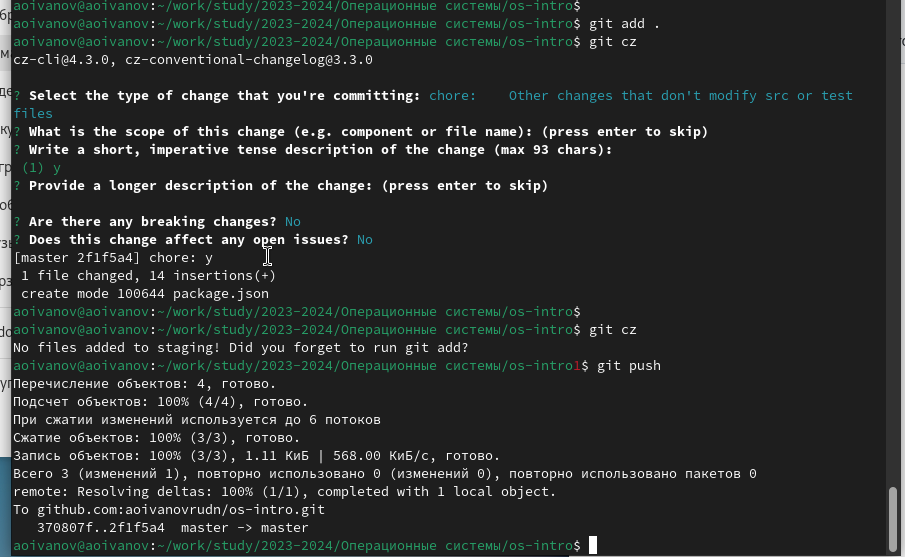 aoivanov@aoivanov:~/work/study/2023-2024/Операционные системы/os-intro$
aoivanov@aoivanov:~/work/study/2023-2024/Операционные системы/os-intro$ git add .
aoivanov@aoivanov:~/work/study/2023-2024/Операционные системы/os-intro$ git cz
cz-cli@4.3.0, cz-conventional-changelog@3.3.0
? Select the type of change that you're committing: chore:    Other changes that don't modify src or test
files
? What is the scope of this change (e.g. component or file name): (press enter to skip)
? Write a short, imperative tense description of the change (max 93 chars):
(1) y
? Provide a longer description of the change: (press enter to skip)
? Are there any breaking changes? No
? Does this change affect any open issues? No
[master 2f1f5a4] chore: y
1 file changed, 14 insertions(+)
create mode 100644 package.json
aoivanov@aoivanov:~/work/study/2023-2024/Операционные системы/os-intro$
aoivanov@aoivanov:~/work/study/2023-2024/Операционные системы/os-intro$ git cz
No files added to staging! Did you forget to run git add?
aoivanov@aoivanov:~/work/study/2023-2024/Операционные системы/os-intro1$ git push
Перечисление объектов: 4, готово.
Подсчет объектов: 100% (4/4), готово.
При сжатии изменений используется до 6 потоков
Сжатие объектов: 100% (3/3), готово.
Запись объектов: 100% (3/3), 1.11 КиБ | 568.00 КиБ/с, готово.
Всего 3 (изменений 1), повторно использовано 0 (изменений 0), повторно использовано пакетов 0
remote: Resolving deltas: 100% (1/1), completed with 1 local object.
To github.com:aoivanovrudn/os-intro.git
370807f..2f1f5a4  master -> master
aoivanov@aoivanov:~/work/study/2023-2024/Операционные системы/os-intro$